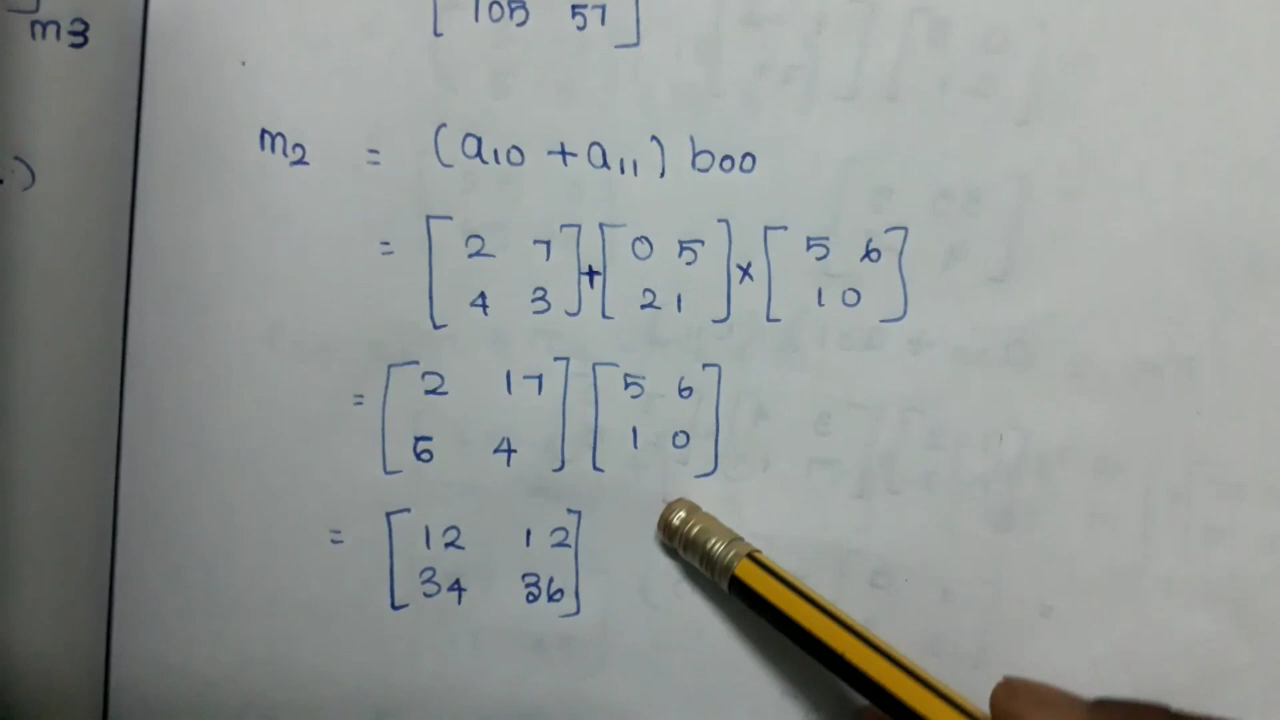 m3
[ 105 57 ]
m2 = (a10 + a11) b00
= [ 2 7 ] + [ 0 5 ] × [ 5 6 ]
[ 4 3 ] [ 2 1 ] [ 1 0 ]
= [ 2 17 ] [ 5 6 ]
[ 6 4 ] [ 1 0 ]
= [ 12 12 ]
[ 34 36 ]